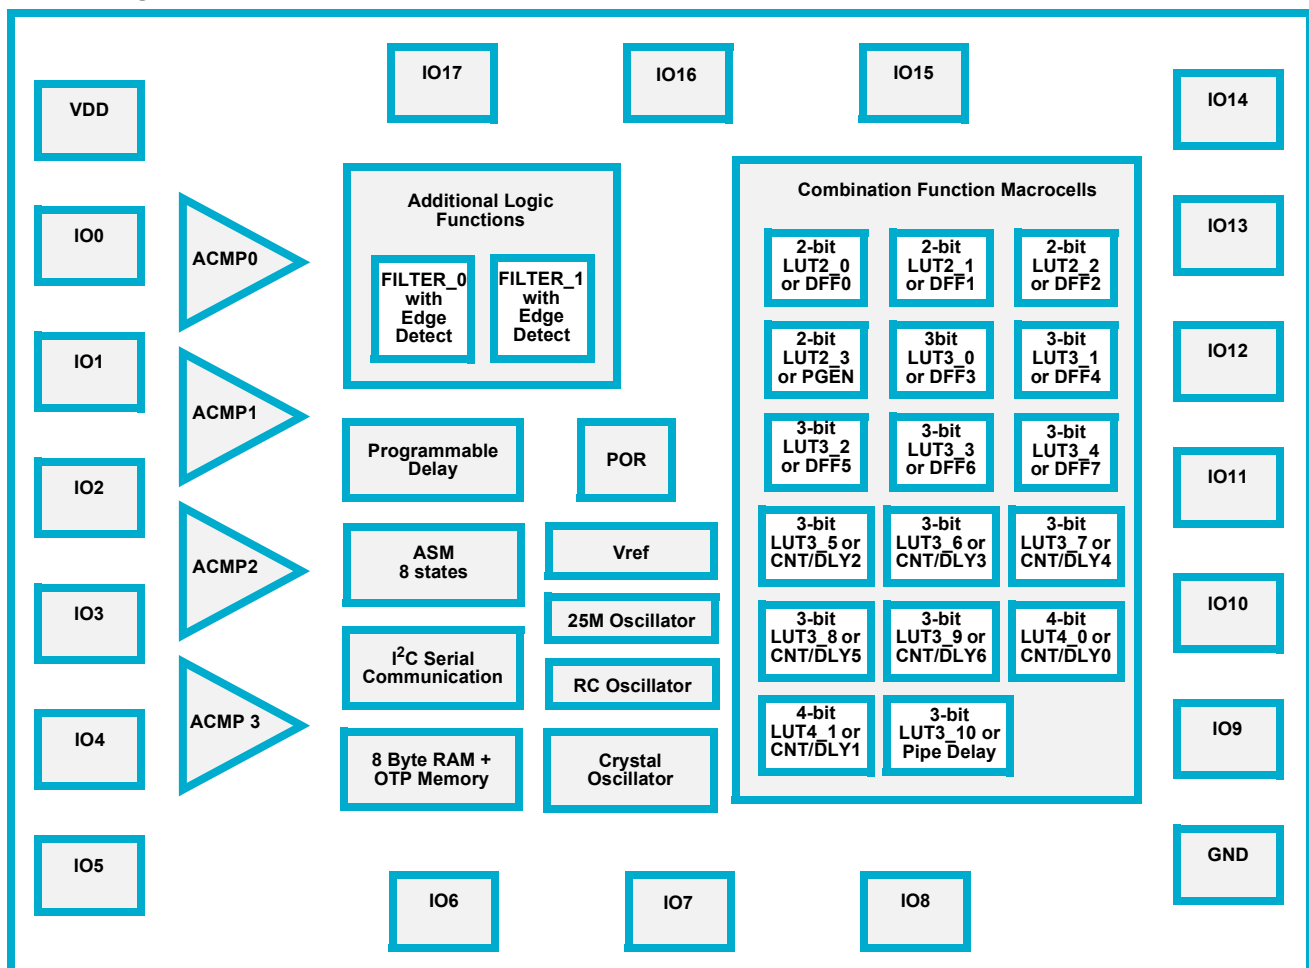 IO17
IO16
IO15
VDD
IO14
IO0
IO13
IO1
IO12
IO2
IO11
IO3
IO10
IO4
IO9
IO5
GND
IO6
IO7
IO8
ACMP0
ACMP1
ACMP2
ACMP 3
Additional Logic
Functions
FILTER_0
with
Edge
Detect
FILTER_1
with
Edge
Detect
Programmable
Delay
POR
ASM
8 states
Vref
25M Oscillator
I²C Serial
Communication
RC Oscillator
8 Byte RAM +
OTP Memory
Crystal
Oscillator
Combination Function Macrocells
2-bit
LUT2_0
or DFF0
2-bit
LUT2_1
or DFF1
2-bit
LUT2_2
or DFF2
2-bit
LUT2_3
or PGEN
3bit
LUT3_0
or DFF3
3-bit
LUT3_1
or DFF4
3-bit
LUT3_2
or DFF5
3-bit
LUT3_3
or DFF6
3-bit
LUT3_4
or DFF7
3-bit
LUT3_5 or
CNT/DLY2
3-bit
LUT3_6 or
CNT/DLY3
3-bit
LUT3_7 or
CNT/DLY4
3-bit
LUT3_8 or
CNT/DLY5
3-bit
LUT3_9 or
CNT/DLY6
4-bit
LUT4_0 or
CNT/DLY0
4-bit
LUT4_1 or
CNT/DLY1
3-bit
LUT3_10 or
Pipe Delay